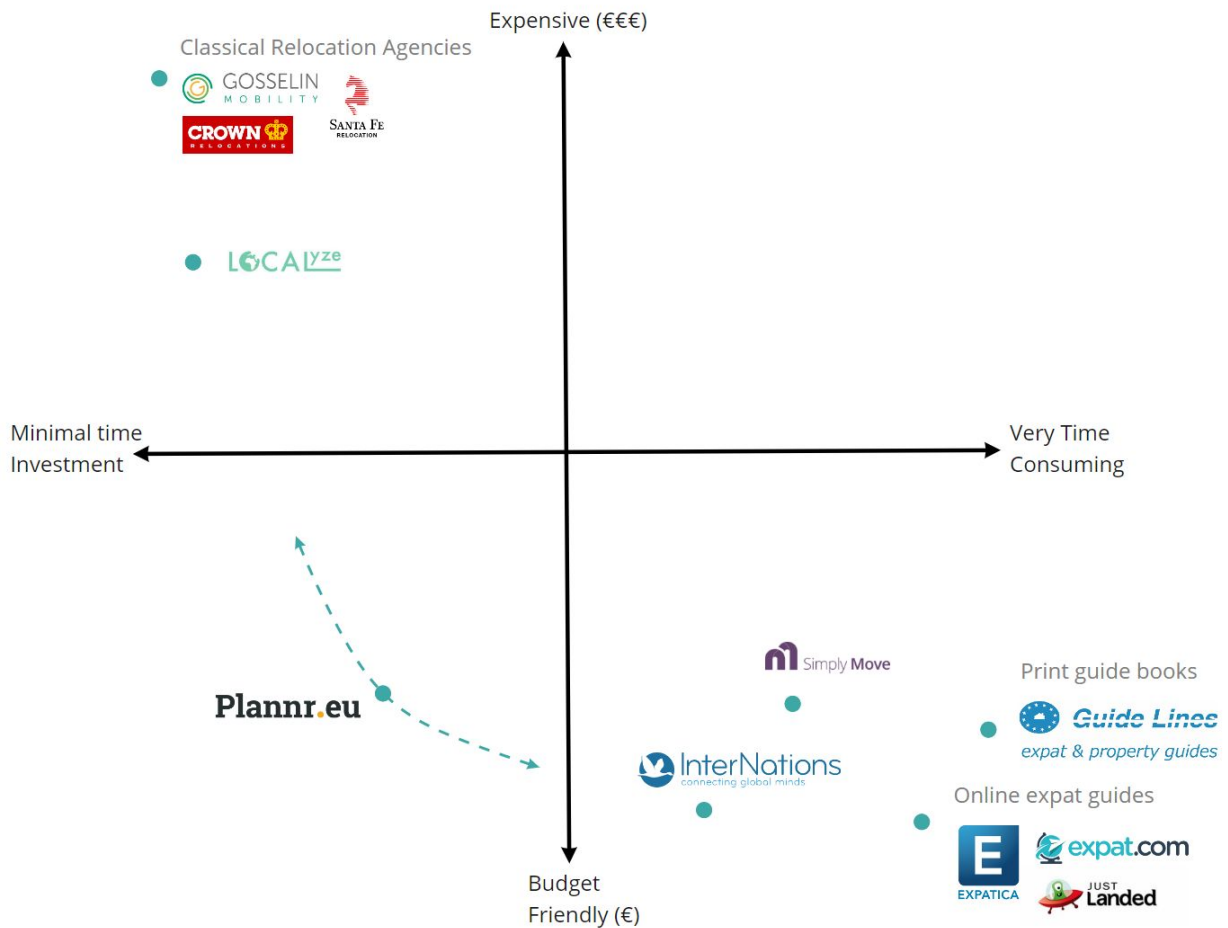 Expensive (€€€)
Classical Relocation Agencies
GOSSELIN
MOBILITY
CROWN
RELOCATIONS
SANTA FE
RELOCATION
LOCALyze
Minimal time
Investment
Very Time
Consuming
Plannr.eu
Simply Move
Print guide books
Guide Lines
expat & property guides
InterNations
connecting global minds
Online expat guides
E
EXPATICA
expat.com
JUST
Landed
Budget
Friendly (€)